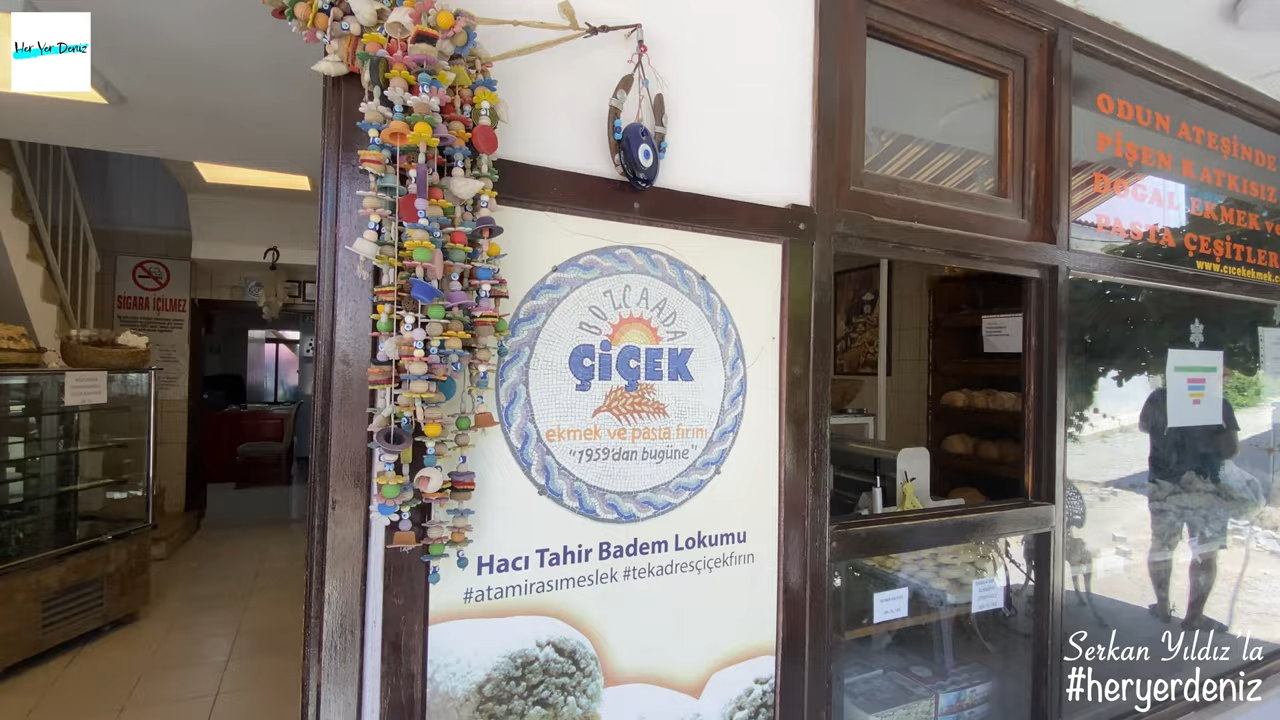 Her Yer Deniz
SİGARA İÇİLMEZ
BOZCAADA
ÇİÇEK
ekmek ve pasta fırını
"1959'dan bugüne"
Hacı Tahir Badem Lokumu
#atamirasımeslek #tekadresçiçekfırın
ODUN ATEŞİNDE
PİŞEN KATKISIZ
DOĞAL EKMEK ve
PASTA ÇEŞİTLER
www.cicekekmek.c
Serkan Yıldız'la
#heryerdeniz